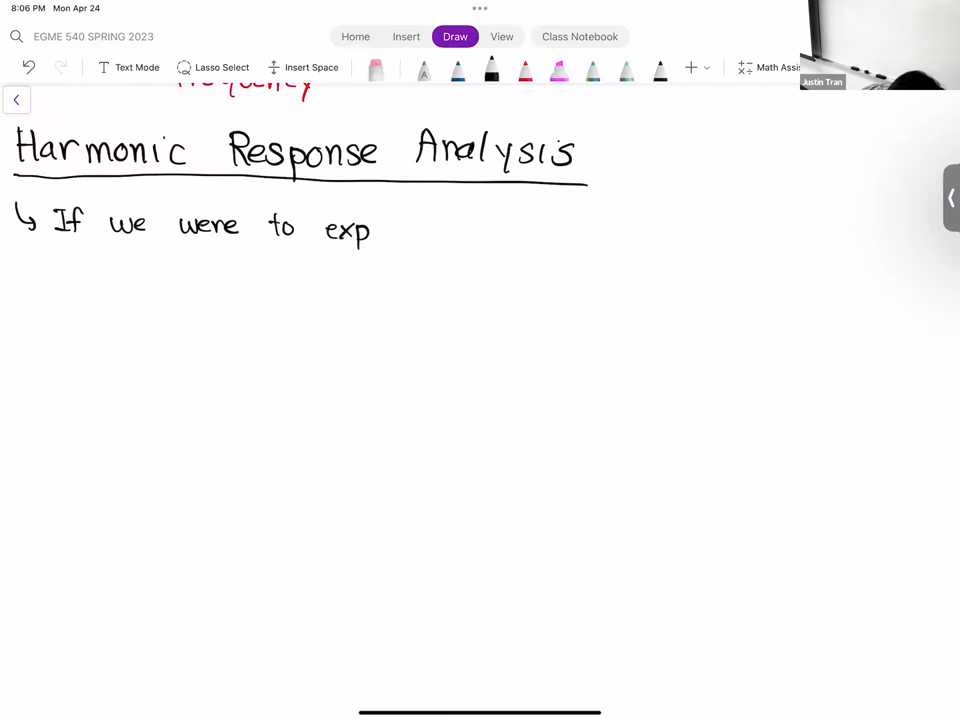 8:06 PM Mon Apr 24
EGME 540 SPRING 2023
Home Insert Draw View Class Notebook
Text Mode Lasso Select Insert Space Math Assis
Justin Tran
frequency
Harmonic Response Analysis
↳ If we were to exp